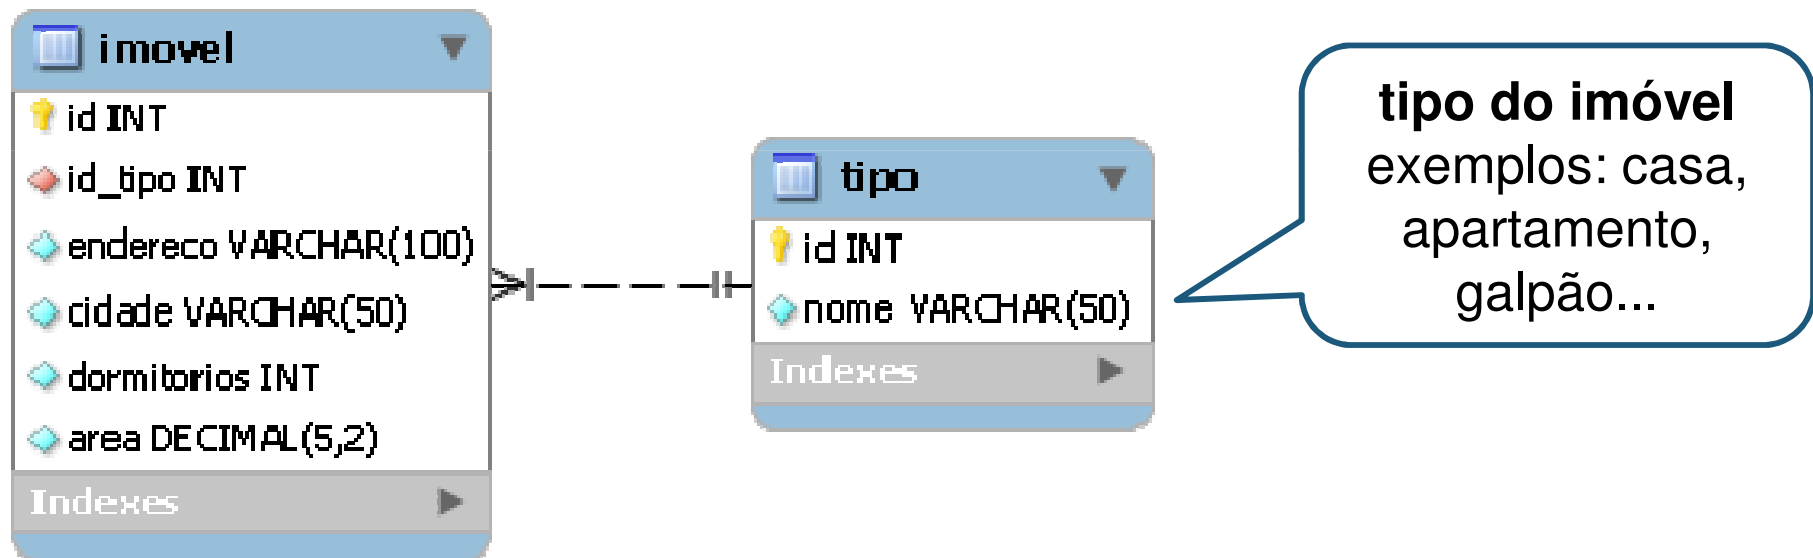 imovel
id INT
id_tipo INT
endereco VARCHAR(100)
cidade VARCHAR(50)
dormitorios INT
area DECIMAL(5,2)
Indexes
tipo
id INT
nome VARCHAR(50)
Indexes
tipo do imóvel
exemplos: casa,
apartamento,
galpão...